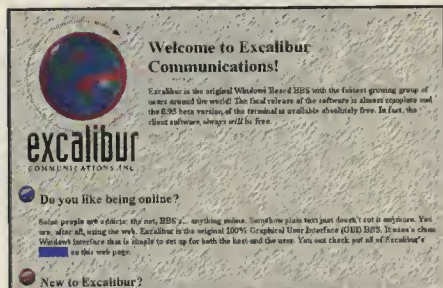 Welcome to Excalibur
Communications!
Excalibur is the original Windows Based BBS with the fastest growing group of
users around the world! The final release of the software is almost complete and
the 0.95 beta version of the terminal is available absolutely free. In fact, the
client software, always will be free.
excalibur
COMMUNICATIONS INC
Do you like being online?
Some people are addicts: the net, BBS's... anything online. Somehow plain text just doesn't cut it anymore. You
are, after all, using the web. Excalibur is the original 100% Graphical User Interface (GUI) BBS. It uses a clean
Windows interface that is simple to set up for both the host and the user. You can check out all of Excalibur's
on this web page.
New to Excalibur?